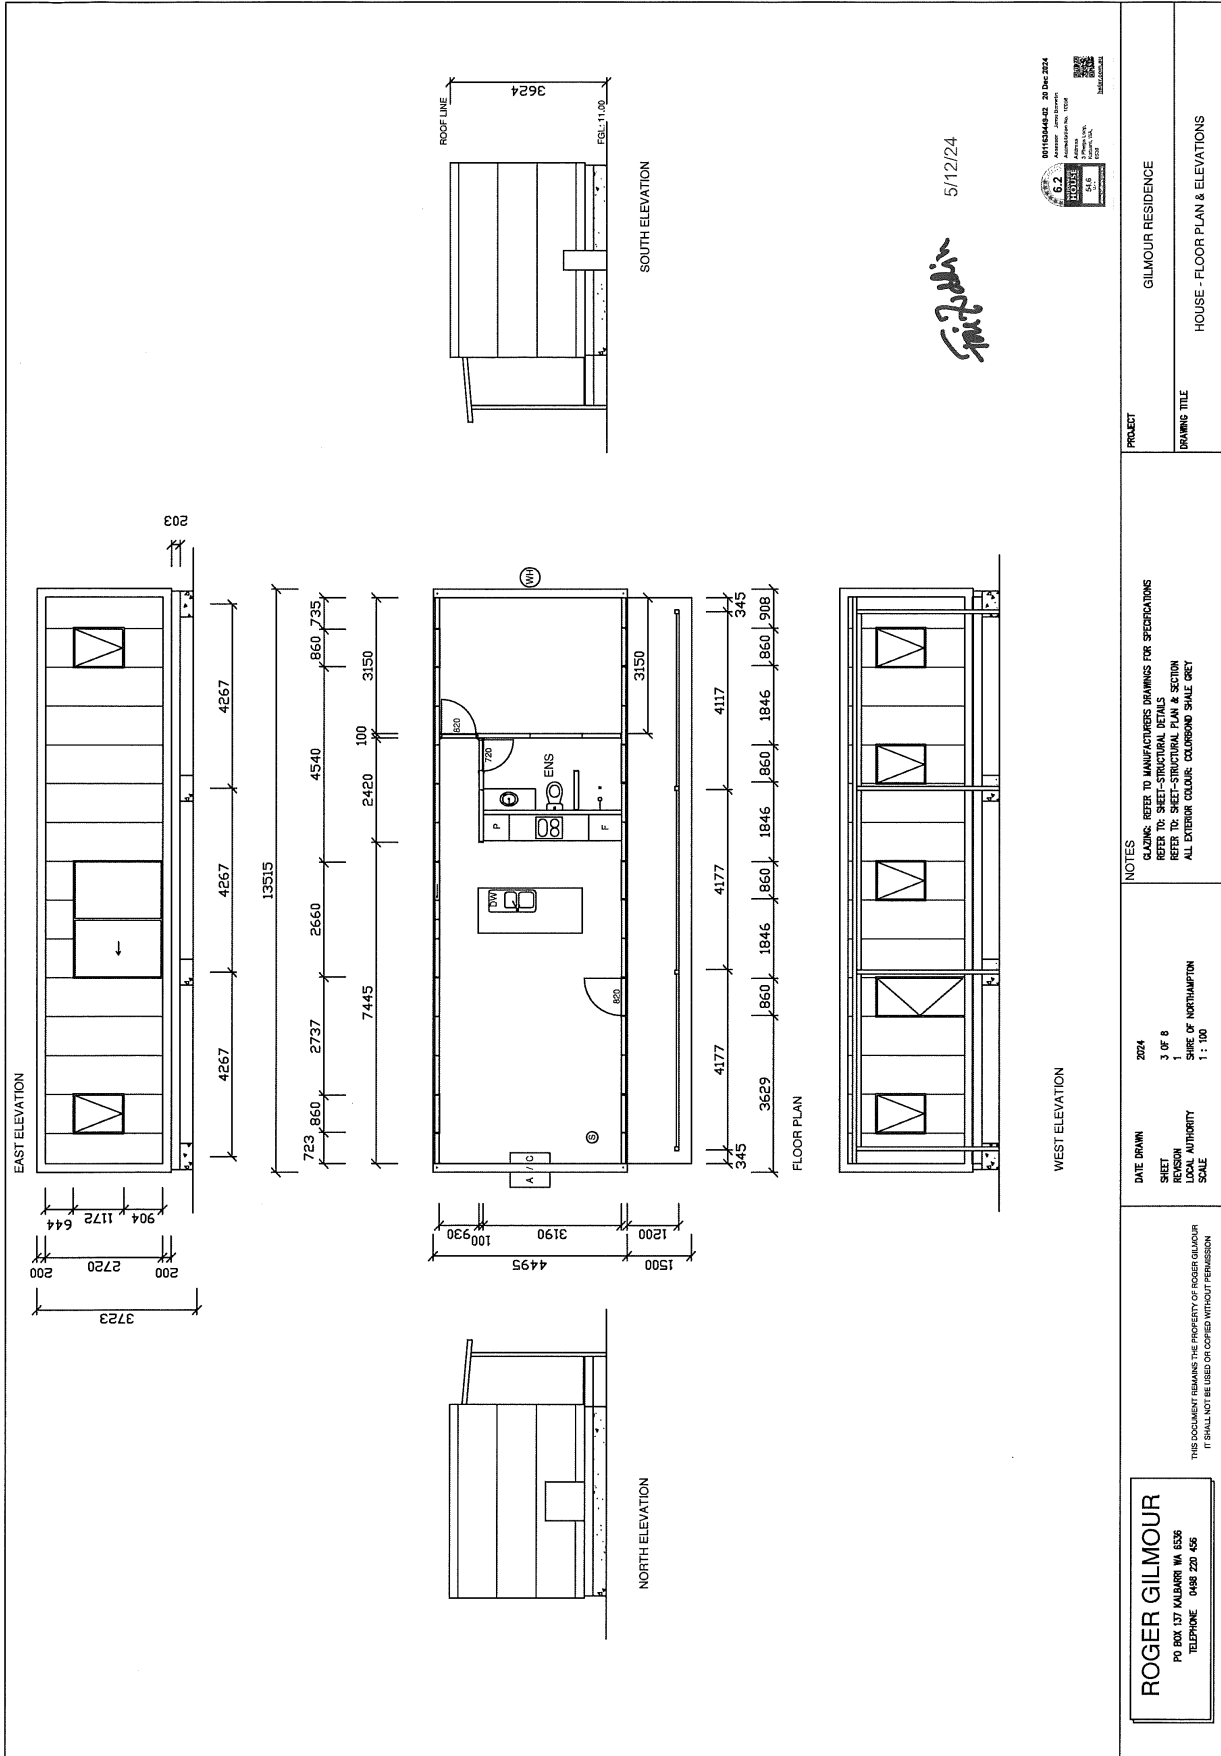 EAST ELEVATION
200
2720
200
3723
644
1172
904
203
4267
4267
4267
13515
723
860
2737
2660
4540
860
735
7445
2420
100
3150
NORTH ELEVATION
4495
1500
930
100
3190
1200
A / C
S
820
DW
P
F
ENS
720
820
WH
3150
345
4177
4177
4117
345
3629
860
1846
860
1846
860
1846
860
908
FLOOR PLAN
ROOF LINE
3624
FGL: 11.00
SOUTH ELEVATION
WEST ELEVATION
5/12/24
0011630449-02 20 Dec 2024
6.2
HOUSE
54.6
ROGER GILMOUR
PO BOX 137 KALBARRI WA 6536
TELEPHONE 0498 220 456
THIS DOCUMENT REMAINS THE PROPERTY OF ROGER GILMOUR
IT SHALL NOT BE USED OR COPIED WITHOUT PERMISSION
DATE DRAWN 2024
SHEET 3 OF 8
REVISION 1
LOCAL AUTHORITY SHIRE OF NORTHAMPTON
SCALE 1 : 100
NOTES
GLAZING: REFER TO MANUFACTURERS DRAWINGS FOR SPECIFICATIONS
REFER TO: SHEET-STRUCTURAL DETAILS
REFER TO: SHEET-STRUCTURAL PLAN & SECTION
ALL EXTERIOR COLOUR: COLORBOND SHALE GREY
PROJECT
GILMOUR RESIDENCE
DRAWING TITLE
HOUSE - FLOOR PLAN & ELEVATIONS